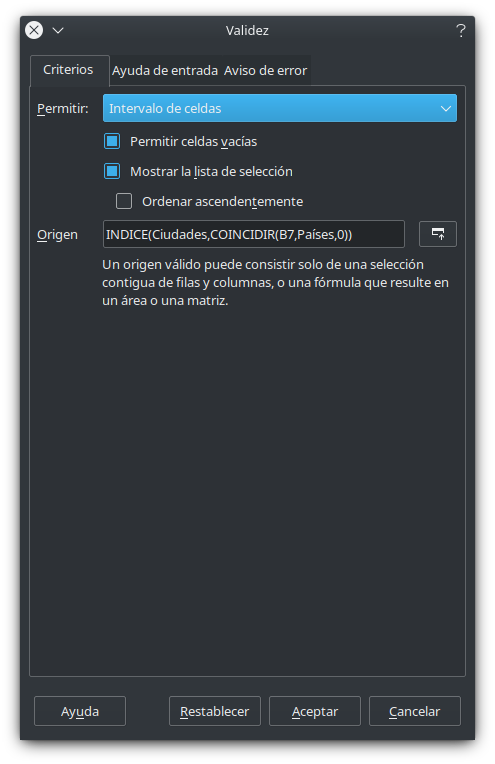 Validez
?
Criterios Ayuda de entrada Aviso de error
Permitir: Intervalo de celdas
Permitir celdas vacías
Mostrar la lista de selección
Ordenar ascendentemente
Origen INDICE(Ciudades,COINCIDIR(B7,Países,0))
Un origen válido puede consistir solo de una selección
contigua de filas y columnas, o una fórmula que resulte en
un área o una matriz.
Ayuda Restablecer Aceptar Cancelar